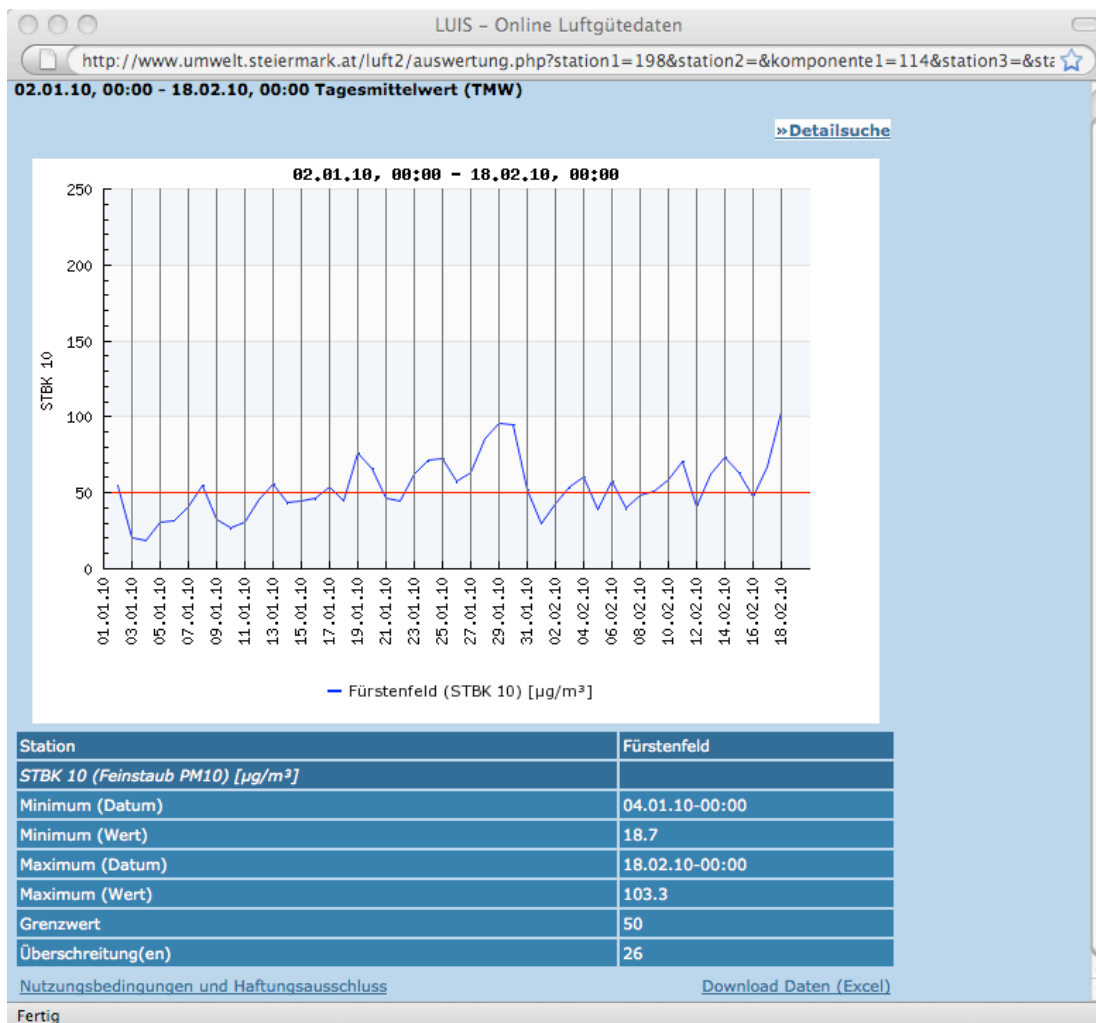 LUIS – Online Luftgütedaten
http://www.umwelt.steiermark.at/luft2/auswertung.php?station1=198&station2=&komponente1=114&station3=&sta
02.01.10, 00:00 - 18.02.10, 00:00 Tagesmittelwert (TMW)
»Detailsuche
02.01.10, 00:00 - 18.02.10, 00:00
250
200
150
100
50
0
STBK 10
01.01.10
03.01.10
05.01.10
07.01.10
09.01.10
11.01.10
13.01.10
15.01.10
17.01.10
19.01.10
21.01.10
23.01.10
25.01.10
27.01.10
29.01.10
31.01.10
02.02.10
04.02.10
06.02.10
08.02.10
10.02.10
12.02.10
14.02.10
16.02.10
18.02.10
Fürstenfeld (STBK 10) [µg/m³]
Station Fürstenfeld
STBK 10 (Feinstaub PM10) [µg/m³]
Minimum (Datum) 04.01.10-00:00
Minimum (Wert) 18.7
Maximum (Datum) 18.02.10-00:00
Maximum (Wert) 103.3
Grenzwert 50
Überschreitung(en) 26
Nutzungsbedingungen und Haftungsausschluss Download Daten (Excel)
Fertig